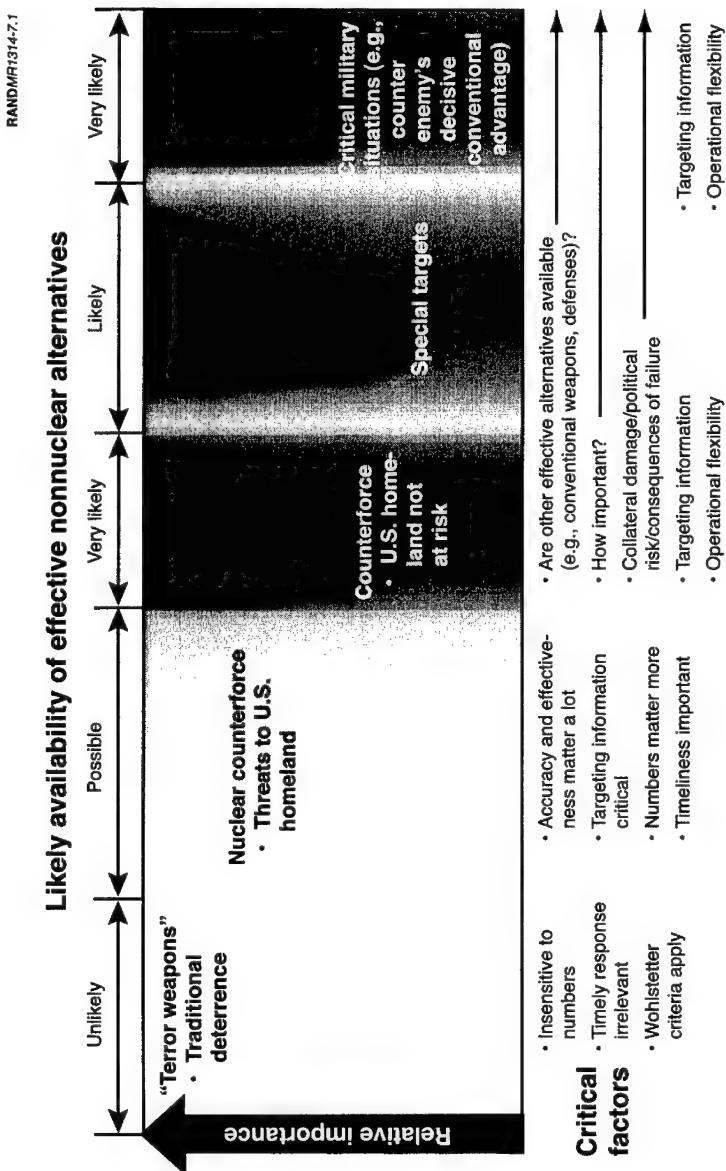 RANDMR1314-7.1
Likely availability of effective nonnuclear alternatives
Unlikely
Possible
Very likely
Likely
Very likely
Relative importance
"Terror weapons"
• Traditional
deterrence
Nuclear counterforce
• Threats to U.S.
homeland
Counterforce
• U.S. home-
land not
at risk
Special targets
Critical military
situations (e.g.,
counter
enemy's
decisive
conventional
advantage)
Critical
factors
• Insensitive to
numbers
• Timely response
irrelevant
• Wohlstetter
criteria apply
• Accuracy and effective-
ness matter a lot
• Targeting information
critical
• Numbers matter more
• Timeliness important
• Are other effective alternatives available
(e.g., conventional weapons, defenses)?
• How important?
• Collateral damage/political
risk/consequences of failure
• Targeting information
• Operational flexibility
• Targeting information
• Operational flexibility
• Targeting information
• Operational flexibility